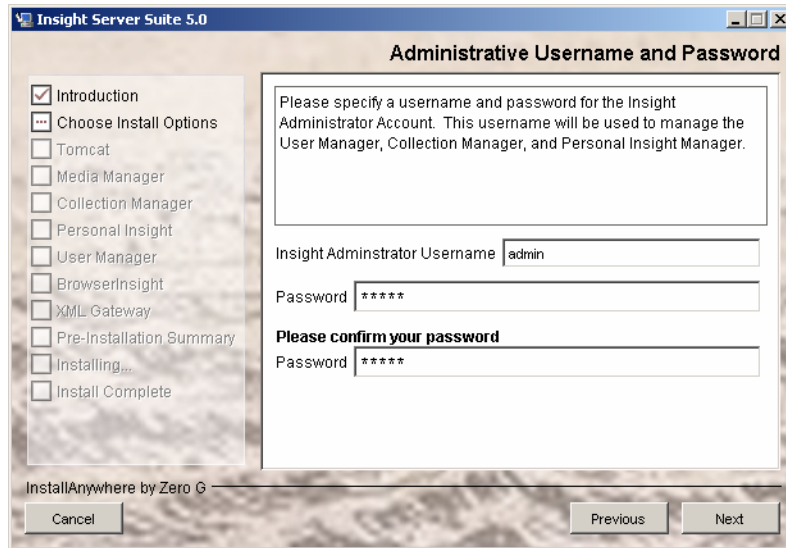 Insight Server Suite 5.0
Administrative Username and Password
Introduction
Choose Install Options
Tomcat
Media Manager
Collection Manager
Personal Insight
User Manager
BrowserInsight
XML Gateway
Pre-Installation Summary
Installing...
Install Complete
Please specify a username and password for the Insight
Administrator Account. This username will be used to manage the
User Manager, Collection Manager, and Personal Insight Manager.
Insight Adminstrator Username admin
Password *****
Please confirm your password
Password *****
InstallAnywhere by Zero G
Cancel
Previous
Next